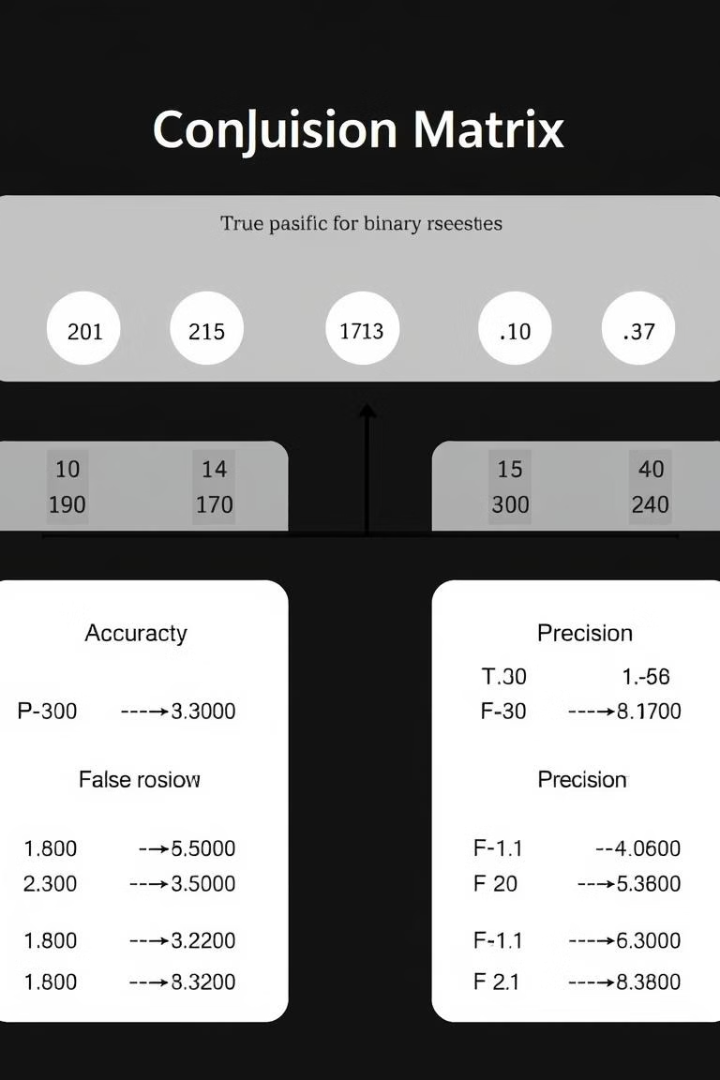 ConJuision Matrix
True pasific for binary rseesties
201 215 1713 .10 .37
10 14 15 40
190 170 300 240
Accuracty
P-300 ----→3.3000
False rosiow
1.800 --→5.5000
2.300 ---→3.5000
1.800 ---→3.2200
1.800 ---→8.3200
Precision
T.30 1.-56
F-30 ----→8.1700
Precision
F-1.1 --4.0600
F 20 ---→5.3800
F-1.1 ----→6.3000
F 2.1 ----→8.3800